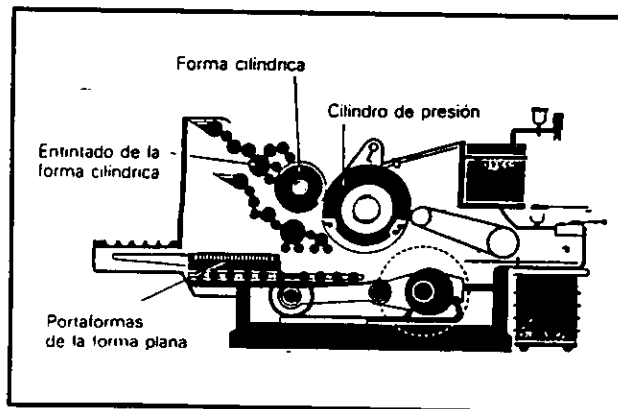 Forma cilíndrica
Cilindro de presión
Entintado de la
forma cilíndrica
Portaformas
de la forma plana